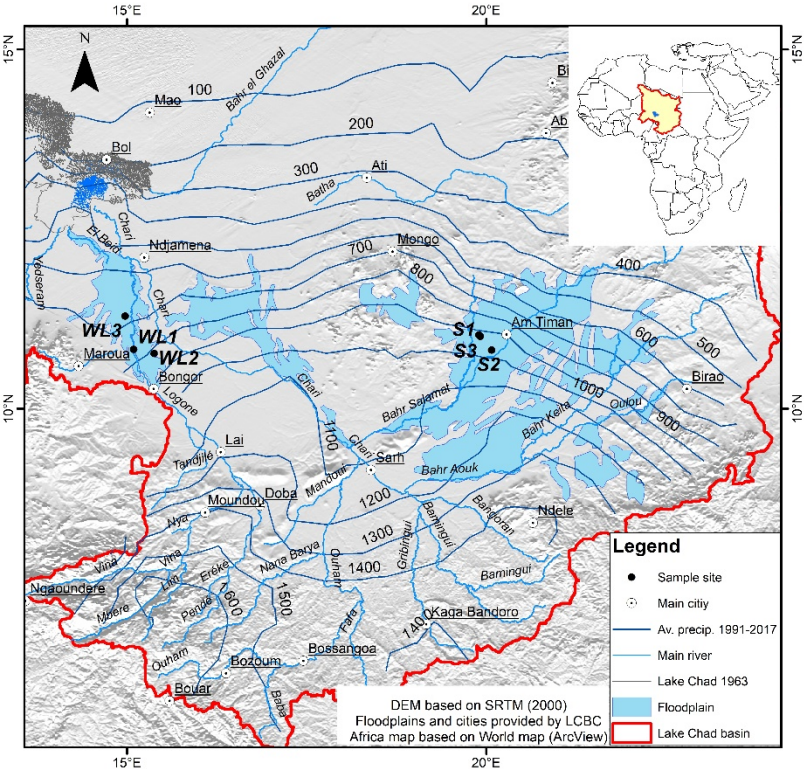 15°E
20°E
15°N
15°N
N
Bahr el Ghazal
100
Mao
Bi
200
Ab
Bol
300
Ati
Batha
Chari
El Beid
Ndjamena
700
Mongo
400
Yedseram
800
Chari
WL3
WL1
WL2
S1
Am Timan
S3
S2
600
500
Maroua
Bongor
Logone
Chari
Bahr Salamat
1000
Birao
10°N
10°N
Oulou
Bahr Keita
900
1100
Lai
Tandjilé
Chari
Sarh
Bahr Aouk
Mandoul
Doba
1200
Moundou
Nya
Bangoran
Ndele
Bamingui
1300
Gribingui
Nana Barya
1400
Ouham
Vina
Vina
Lim
Eréke
Ngaoundere
Mbere
Pende
1600
1500
Bamingui
Fafa
1400
Kaga Bandoro
Ouham
Bossangoa
Bozoum
Bouar
Baba
Legend
Sample site
Main citiy
Av. precip. 1991-2017
Main river
Lake Chad 1963
Floodplain
Lake Chad basin
DEM based on SRTM (2000)
Floodplains and cities provided by LCBC
Africa map based on World map (ArcView)
15°E
20°E